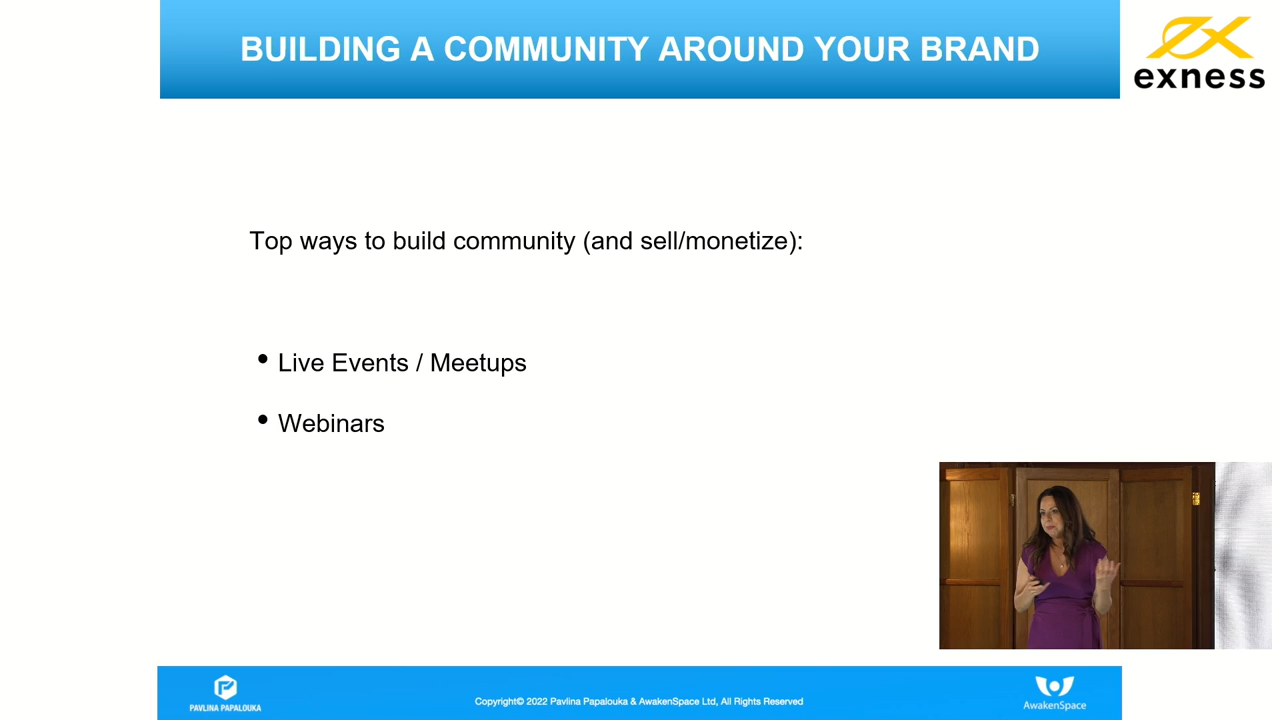 BUILDING A COMMUNITY AROUND YOUR BRAND
exness
Top ways to build community (and sell/monetize):
• Live Events / Meetups
• Webinars
PAVLINA PAPALOUKA
Copyright© 2022 Pavlina Papalouka & AwakenSpace Ltd, All Rights Reserved
AwakenSpace